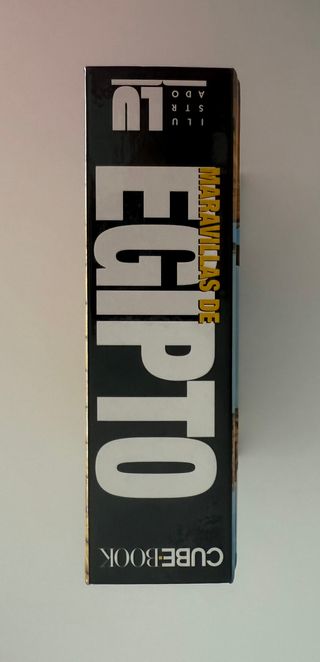 LU
ILU
STR
ADO
MARAVILLAS DE
EGIPTO
CUBE-BOOK